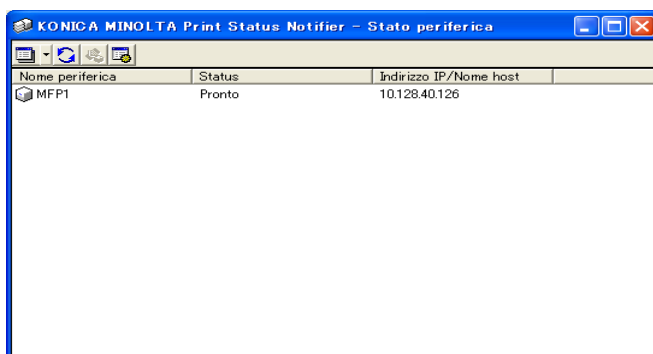 KONICA MINOLTA Print Status Notifier - Stato periferica
Nome periferica Status Indirizzo IP/Nome host
MFP1 Pronto 10.128.40.126